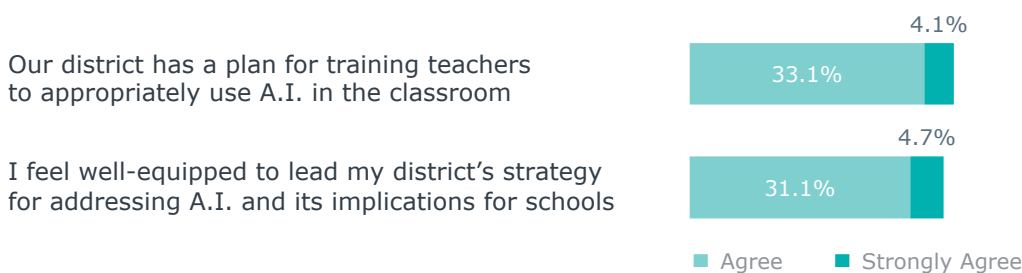 4.1%
Our district has a plan for training teachers
to appropriately use A.I. in the classroom
33.1%
4.7%
I feel well-equipped to lead my district’s strategy
for addressing A.I. and its implications for schools
31.1%
Agree
Strongly Agree